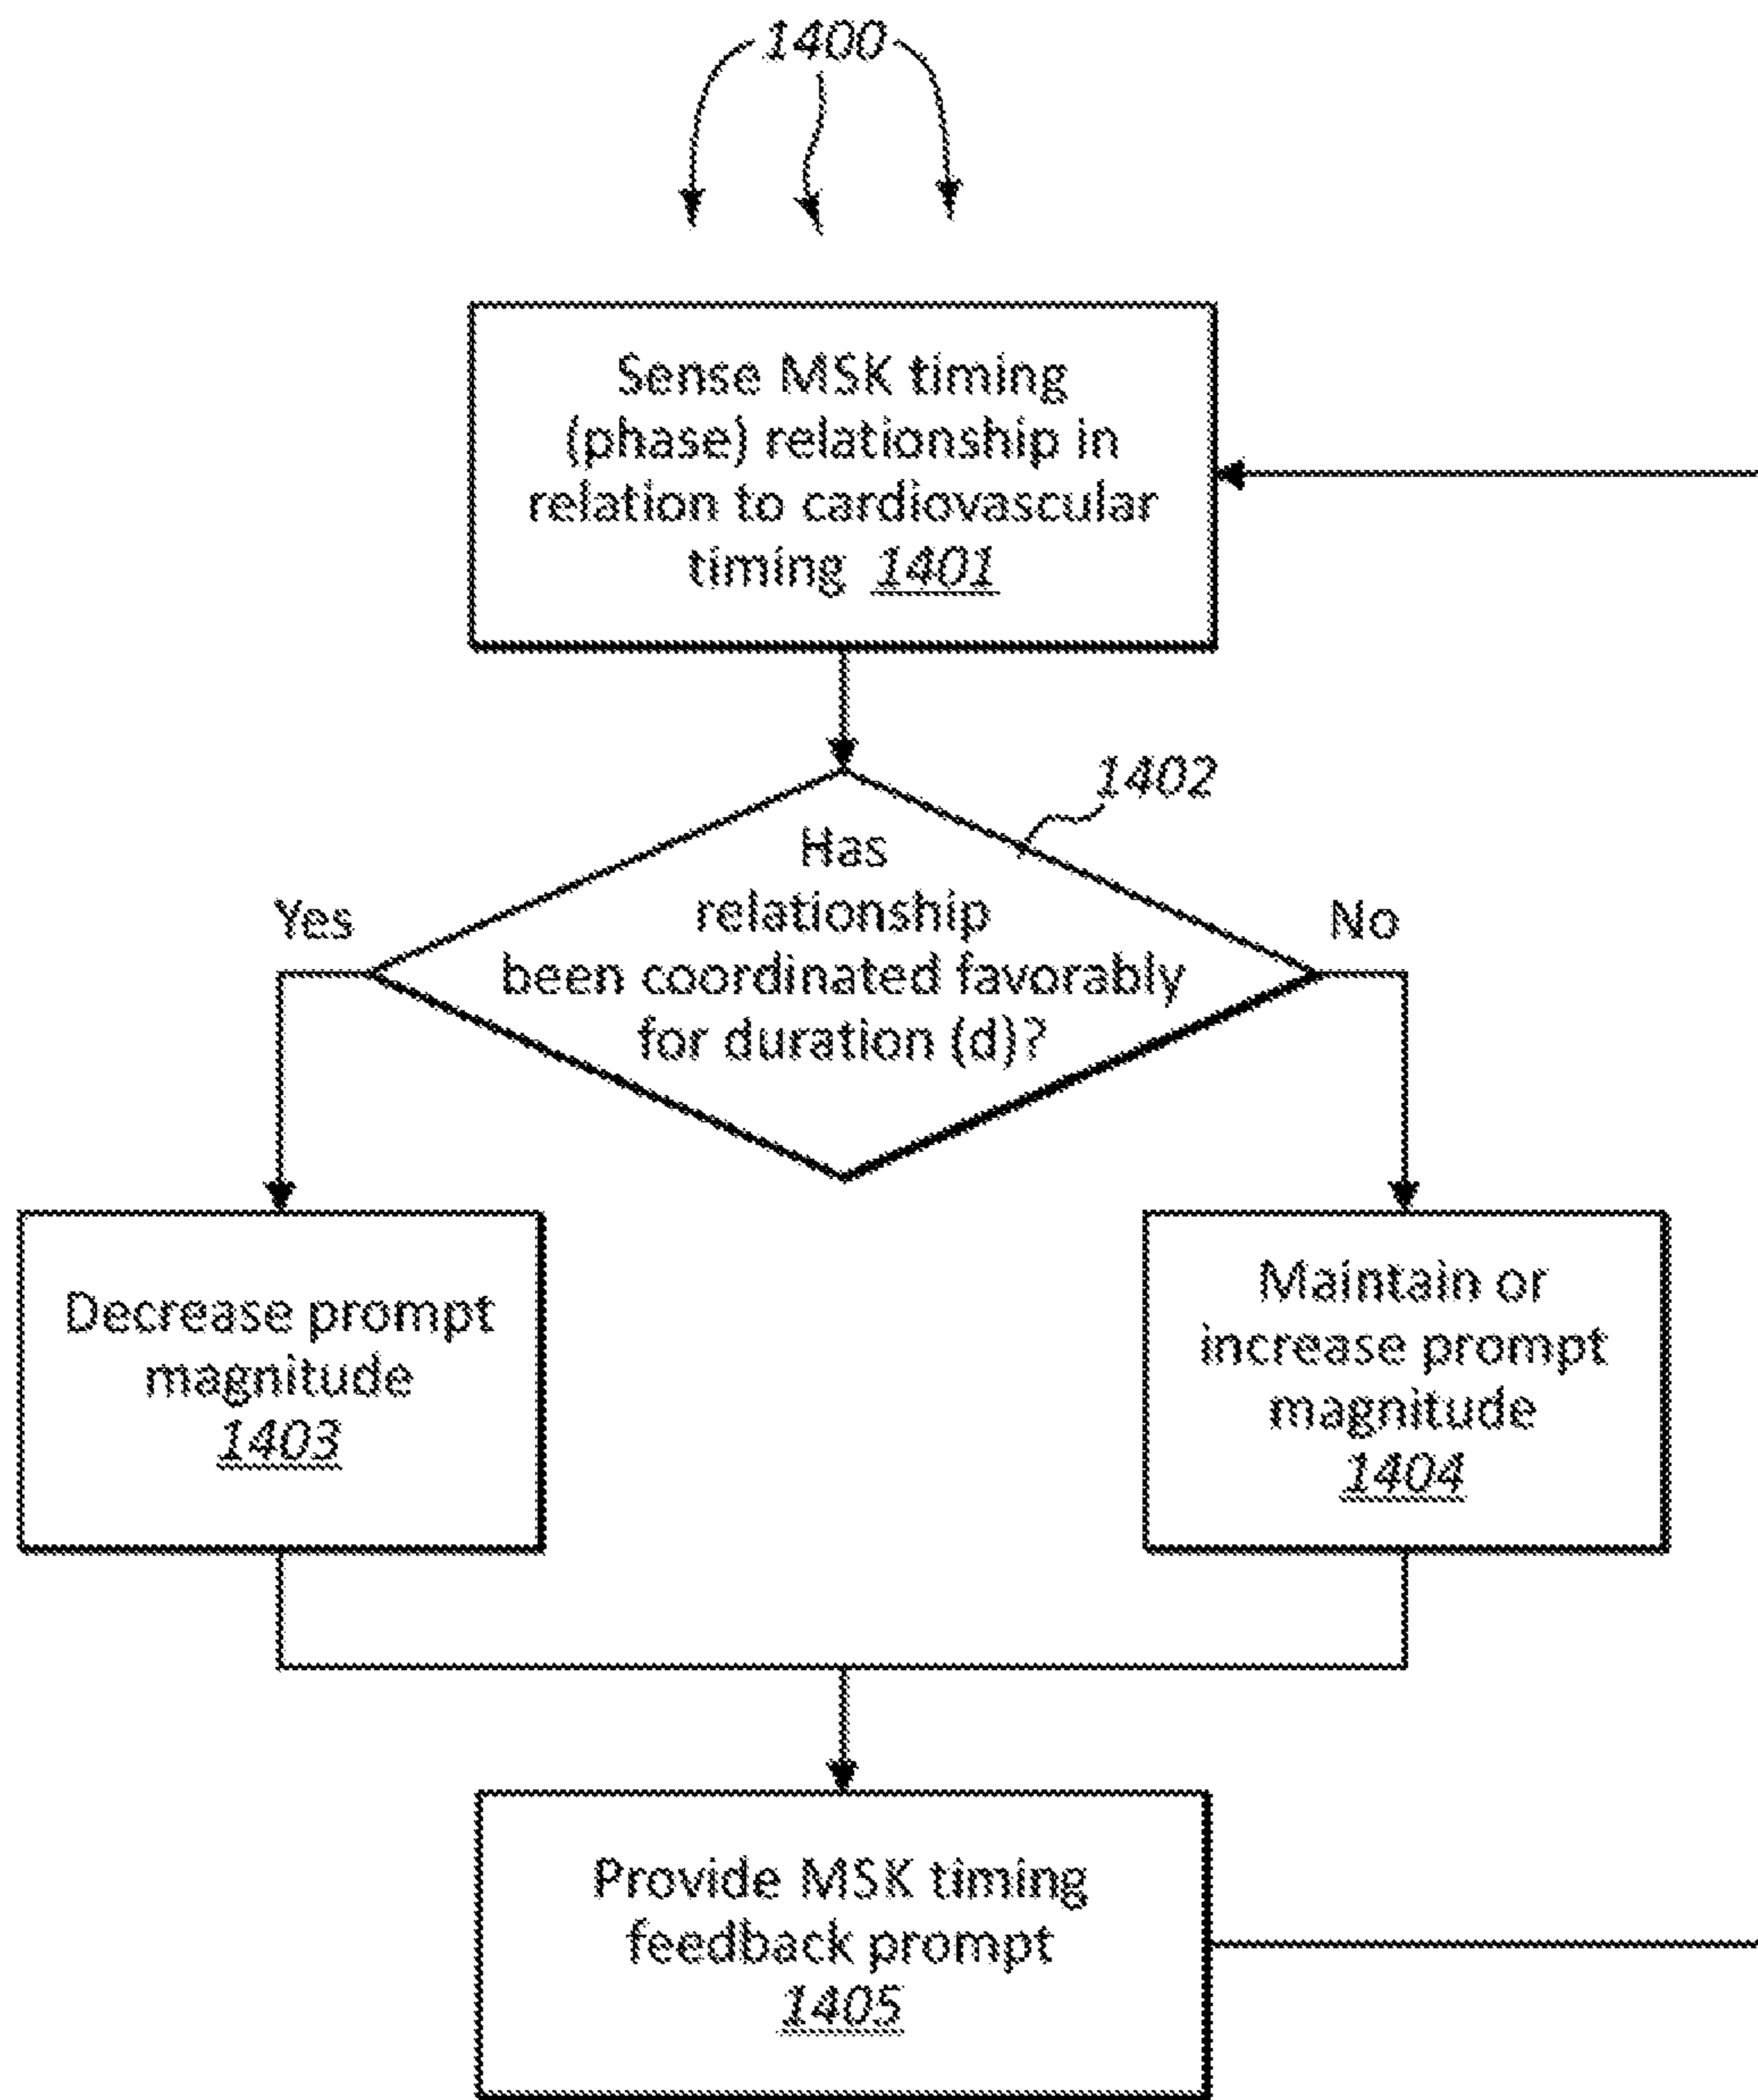 1400
Sense MSK timing
(phase) relationship in
relation to cardiovascular
timing 1401
1402
Has
relationship
been coordinated favorably
for duration (d)?
Yes
No
Decrease prompt
magnitude
1403
Maintain or
increase prompt
magnitude
1404
Provide MSK timing
feedback prompt
1405